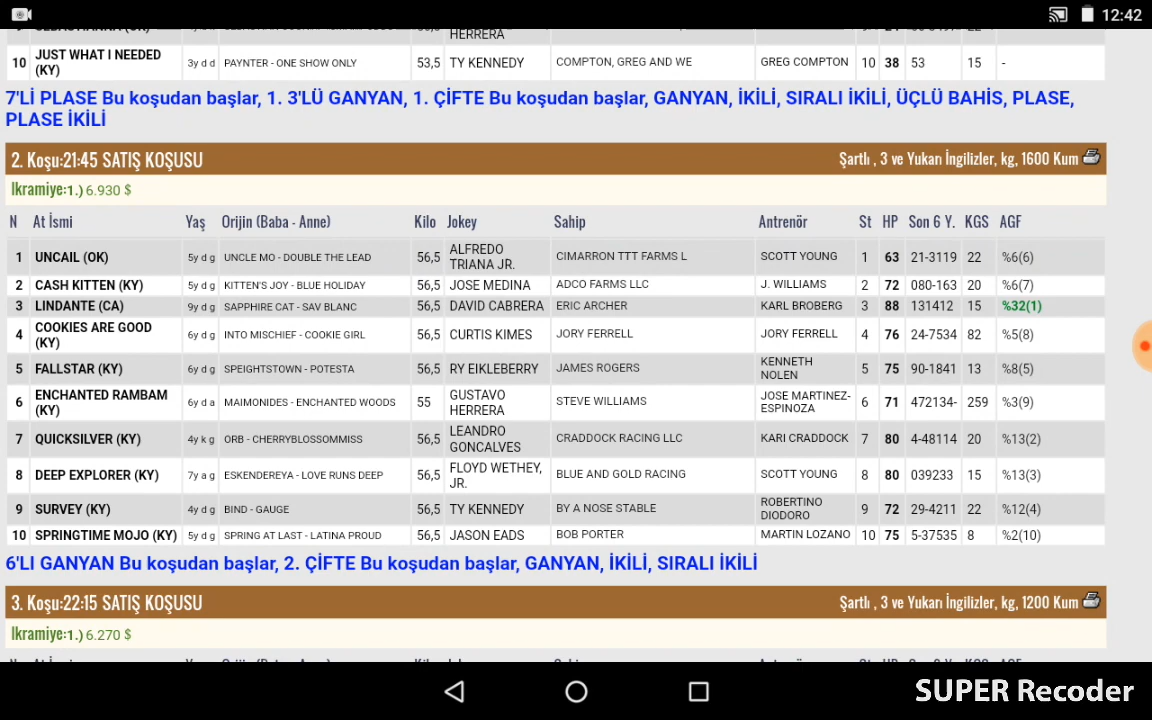 12:42
HERRERA
10 JUST WHAT I NEEDED (KY) 3y d d PAYNTER - ONE SHOW ONLY 53,5 TY KENNEDY COMPTON, GREG AND WE GREG COMPTON 10 38 53 15 -
7'Lİ PLASE Bu koşudan başlar, 1. 3'LÜ GANYAN, 1. ÇİFTE Bu koşudan başlar, GANYAN, İKİLİ, SIRALI İKİLİ, ÜÇLÜ BAHİS, PLASE,
PLASE İKİLİ
2. Koşu:21:45 SATIŞ KOŞUSU Şartlı , 3 ve Yukarı İngilizler, kg, 1600 Kum
Ikramiye:1.) 6.930 $
N At İsmi Yaş Orijin (Baba - Anne) Kilo Jokey Sahip Antrenör St HP Son 6 Y. KGS AGF
1 UNCAIL (OK) 5y d g UNCLE MO - DOUBLE THE LEAD 56,5 ALFREDO TRIANA JR. CIMARRON TTT FARMS L SCOTT YOUNG 1 63 21-3119 22 %6(6)
2 CASH KITTEN (KY) 5y d g KITTEN'S JOY - BLUE HOLIDAY 56,5 JOSE MEDINA ADCO FARMS LLC J. WILLIAMS 2 72 080-163 20 %6(7)
3 LINDANTE (CA) 9y d g SAPPHIRE CAT - SAV BLANC 56,5 DAVID CABRERA ERIC ARCHER KARL BROBERG 3 88 131412 15 %32(1)
4 COOKIES ARE GOOD (KY) 6y d g INTO MISCHIEF - COOKIE GIRL 56,5 CURTIS KIMES JORY FERRELL JORY FERRELL 4 76 24-7534 82 %5(8)
5 FALLSTAR (KY) 6y d g SPEIGHTSTOWN - POTESTA 56,5 RY EIKLEBERRY JAMES ROGERS KENNETH NOLEN 5 75 90-1841 13 %8(5)
6 ENCHANTED RAMBAM (KY) 6y d a MAIMONIDES - ENCHANTED WOODS 55 GUSTAVO HERRERA STEVE WILLIAMS JOSE MARTINEZ-ESPINOZA 6 71 472134- 259 %3(9)
7 QUICKSILVER (KY) 4y k g ORB - CHERRYBLOSSOMMISS 56,5 LEANDRO GONCALVES CRADDOCK RACING LLC KARI CRADDOCK 7 80 4-48114 20 %13(2)
8 DEEP EXPLORER (KY) 7y a g ESKENDEREYA - LOVE RUNS DEEP 56,5 FLOYD WETHEY, JR. BLUE AND GOLD RACING SCOTT YOUNG 8 80 039233 15 %13(3)
9 SURVEY (KY) 4y d g BIND - GAUGE 56,5 TY KENNEDY BY A NOSE STABLE ROBERTINO DIODORO 9 72 29-4211 22 %12(4)
10 SPRINGTIME MOJO (KY) 5y d g SPRING AT LAST - LATINA PROUD 56,5 JASON EADS BOB PORTER MARTIN LOZANO 10 75 5-37535 8 %2(10)
6'LI GANYAN Bu koşudan başlar, 2. ÇİFTE Bu koşudan başlar, GANYAN, İKİLİ, SIRALI İKİLİ
3. Koşu:22:15 SATIŞ KOŞUSU Şartlı , 3 ve Yukarı İngilizler, kg, 1200 Kum
Ikramiye:1.) 6.270 $
SUPER Recoder